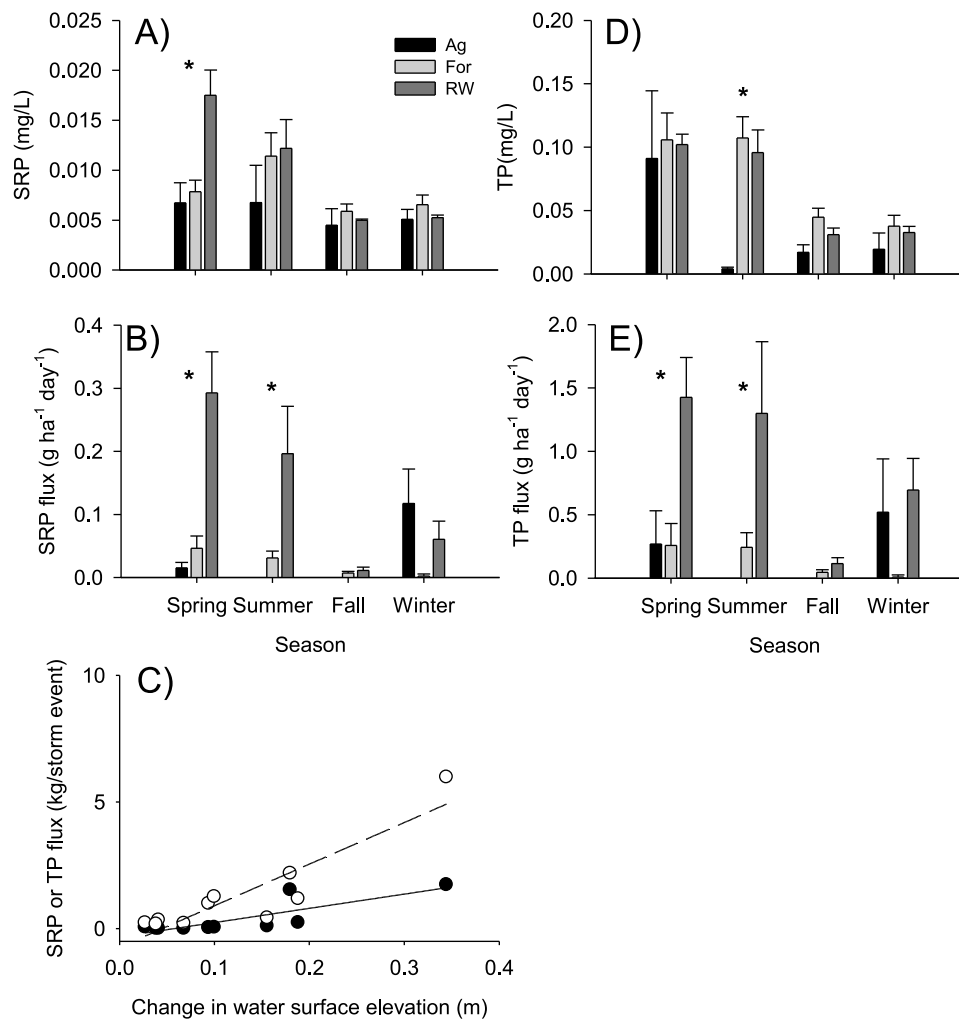 A)
SRP (mg/L)
0.025
0.020
0.015
0.010
0.005
0.000
*
Ag
For
RW
D)
TP(mg/L)
0.20
0.15
0.10
0.05
0.00
*
B)
SRP flux (g ha⁻¹ day⁻¹)
0.4
0.3
0.2
0.1
0.0
*
*
Spring Summer Fall Winter
Season
E)
TP flux (g ha⁻¹ day⁻¹)
2.0
1.5
1.0
0.5
0.0
*
*
Spring Summer Fall Winter
Season
C)
SRP or TP flux (kg/storm event)
10
5
0
0.0 0.1 0.2 0.3 0.4
Change in water surface elevation (m)